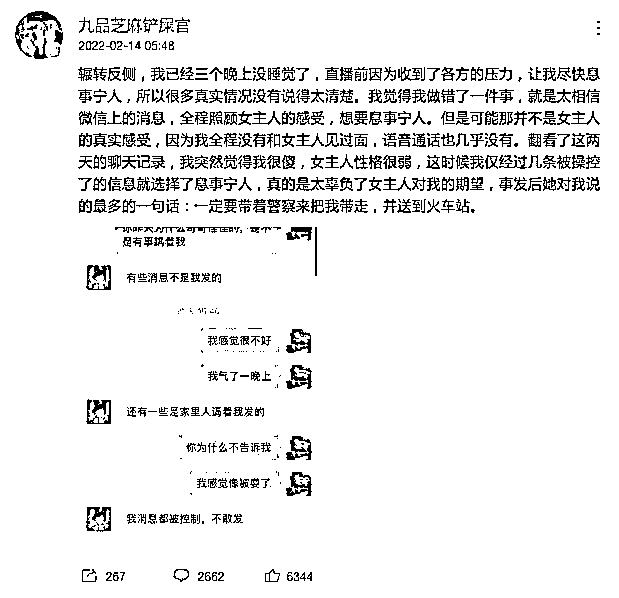 九品芝麻铲屎官
2022-02-14 05:48
辗转反侧，我已经三个晚上没睡觉了，直播前因为收到了各方的压力，让我尽快息
事宁人，所以很多真实情况没有说得太清楚。我觉得我做错了一件事，就是太相信
微信上的消息，全程照顾女主人的感受，想要息事宁人。但是可能那并不是女主人
的真实感受，因为我全程没有和女主人见过面，语音通话也几乎没有。翻看了这两
天的聊天记录，我突然觉得我很傻，女主人性格很弱，这时候我仅经过几条被操控
了的信息就选择了息事宁人，真的是太辜负了女主人对我的期望，事发后她对我说
的最多的一句话：一定要带着警察来把我带走，并送到火车站。
是有事瞒着我
有些消息不是我发的
我感觉很不好
我气了一晚上
还有一些是家里人逼着我发的
你为什么不告诉我
我感觉像被耍了
我消息都被控制，不敢发
267 2662 6344